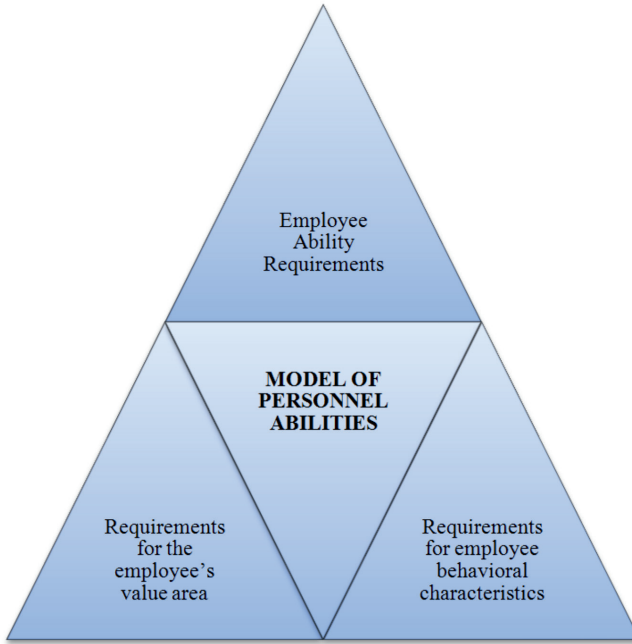 Employee
Ability
Requirements
MODEL OF
PERSONNEL
ABILITIES
Requirements
for the
employee's
value area
Requirements
for employee
behavioral
characteristics